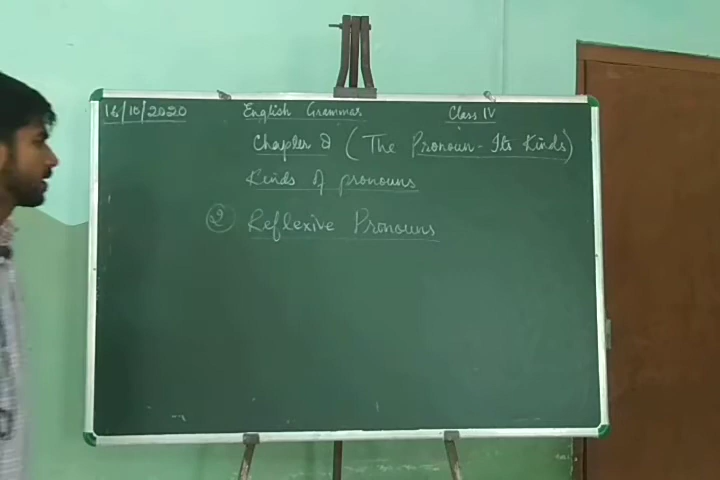 16/10/2020 English Grammar Class IV
Chapter 8 (The Pronoun - Its Kinds)
Kinds of pronouns
② Reflexive Pronouns